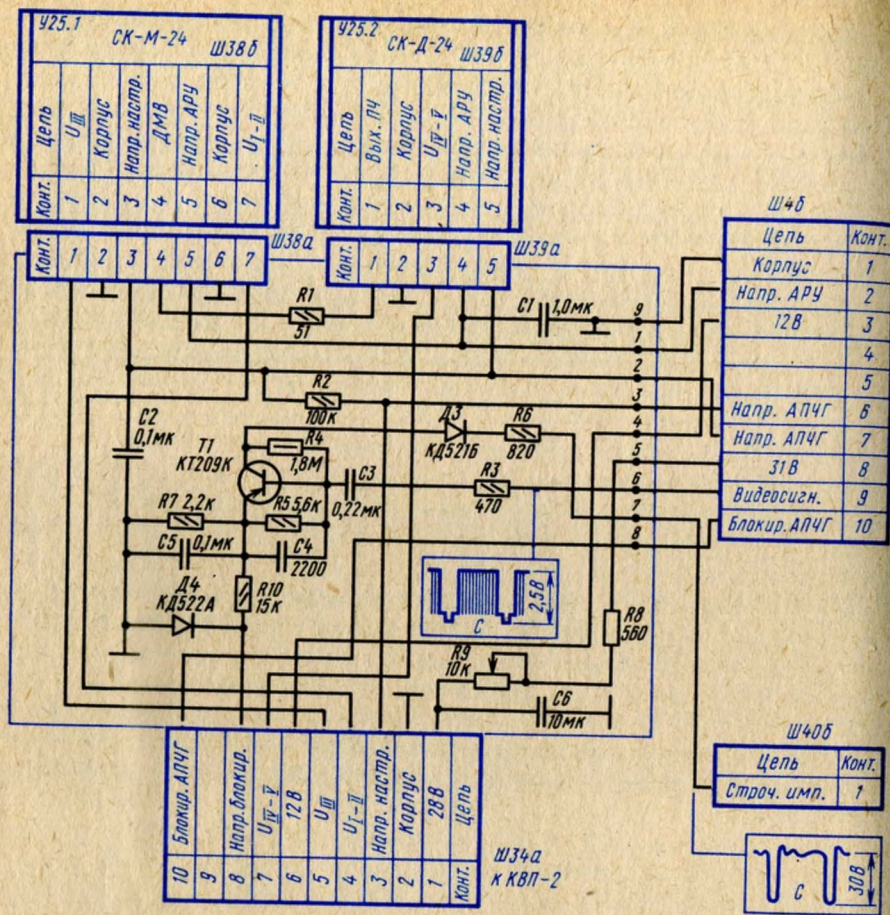 У25.1
СК-М-24
Ш38б
Конт. Цепь
1 UIII
2 Корпус
3 Напр.настр.
4 ДМВ
5 Напр. АРУ
6 Корпус
7 UI-II
У25.2
СК-Д-24
Ш39б
Конт. Цепь
1 Вых. ПЧ
2 Корпус
3 UIV-V
4 Напр. АРУ
5 Напр.настр.
Конт. 1 2 3 4 5 6 7
Ш38а
Конт. 1 2 3 4 5
Ш39а
Ш4б
Цепь Конт.
Корпус 1
Напр. АРУ 2
12В 3
4
5
Напр. АПЧГ 6
Напр. АПЧГ 7
31В 8
Видеосигн. 9
Блокир.АПЧГ 10
R1
51
C1 1,0мк
9
1
2
3
4
5
6
7
8
R2
100к
C2
0,1мк
T1
КТ209К
R4
1,8М
Д3
КД521Б
R6
820
C3
0,22мк
R3
470
R7 2,2к
R5 5,6к
C5 0,1мк
C4
2200
Д4
КД522А
R10
15к
2,5В
С
R8
560
R9
10к
C6
10мк
10 Блокир. АПЧГ
9
8 Напр.блокир.
7 UIV-V
6 12В
5 UIII
4 UI-II
3 Напр. настр.
2 Корпус
1 28В
Конт. Цепь
Ш34а
к КВП-2
Ш40б
Цепь Конт.
Строч. имп. 1
С
30В